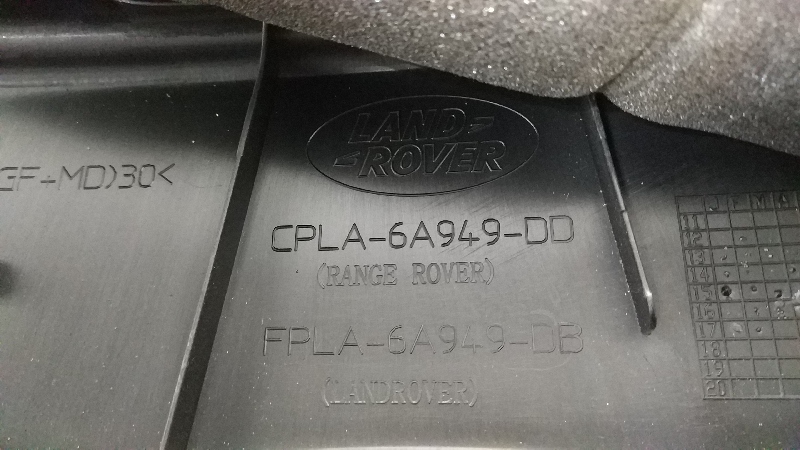 LAND
ROVER
GF-MD)30<
CPLA-6A949-DD
(RANGE ROVER)
FPLA-6A949-DB
(LANDROVER)
J F M A
11
12
13
14
15
16
17
18
19
20